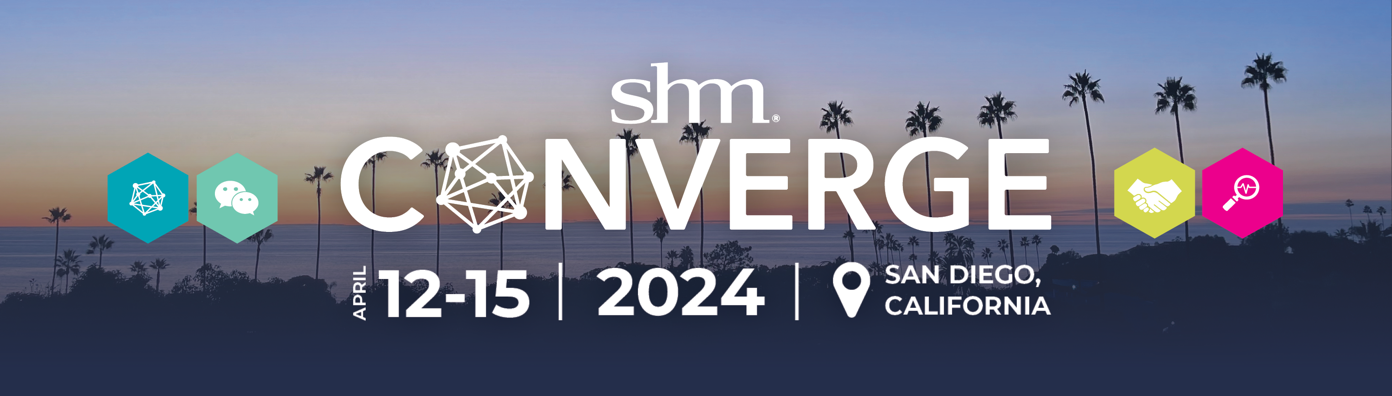 shm®
CONVERGE
APRIL 12-15 | 2024 | SAN DIEGO,
CALIFORNIA